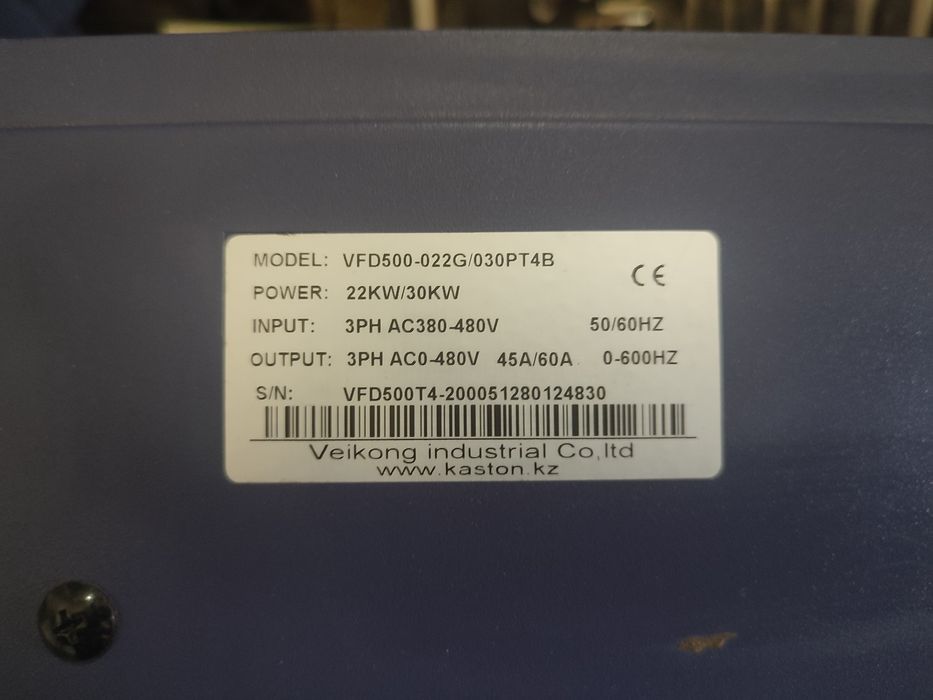 MODEL: VFD500-022G/030PT4B
CE
POWER: 22KW/30KW
INPUT: 3PH AC380-480V 50/60HZ
OUTPUT: 3PH AC0-480V 45A/60A 0-600HZ
S/N: VFD500T4-200051280124830
Veikong industrial Co,ltd
www.kaston.kz